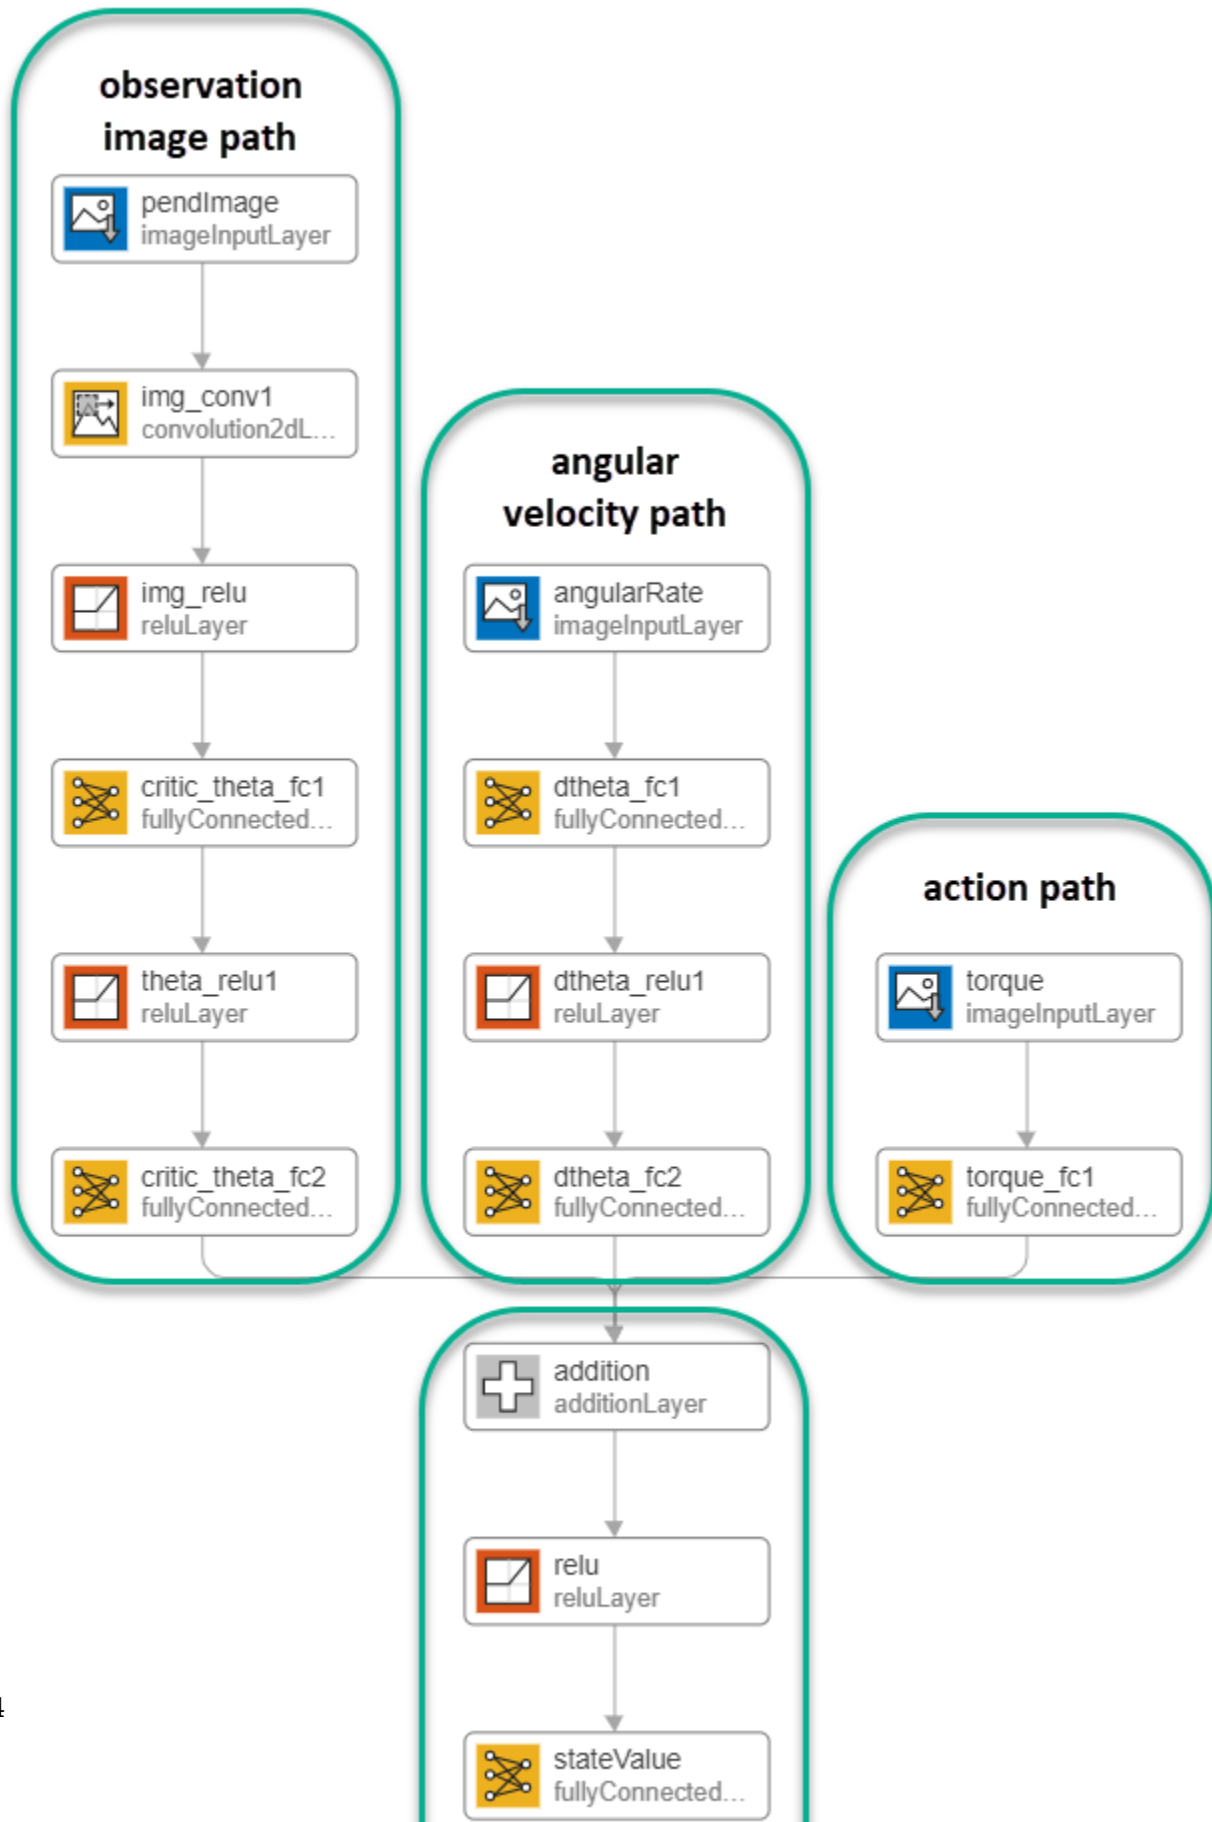 observation
image path
pendImage
imageInputLayer
img_conv1
convolution2dL...
img_relu
reluLayer
critic_theta_fc1
fullyConnected...
theta_relu1
reluLayer
critic_theta_fc2
fullyConnected...
angular
velocity path
angularRate
imageInputLayer
dtheta_fc1
fullyConnected...
dtheta_relu1
reluLayer
dtheta_fc2
fullyConnected...
action path
torque
imageInputLayer
torque_fc1
fullyConnected...
addition
additionLayer
relu
reluLayer
stateValue
fullyConnected...